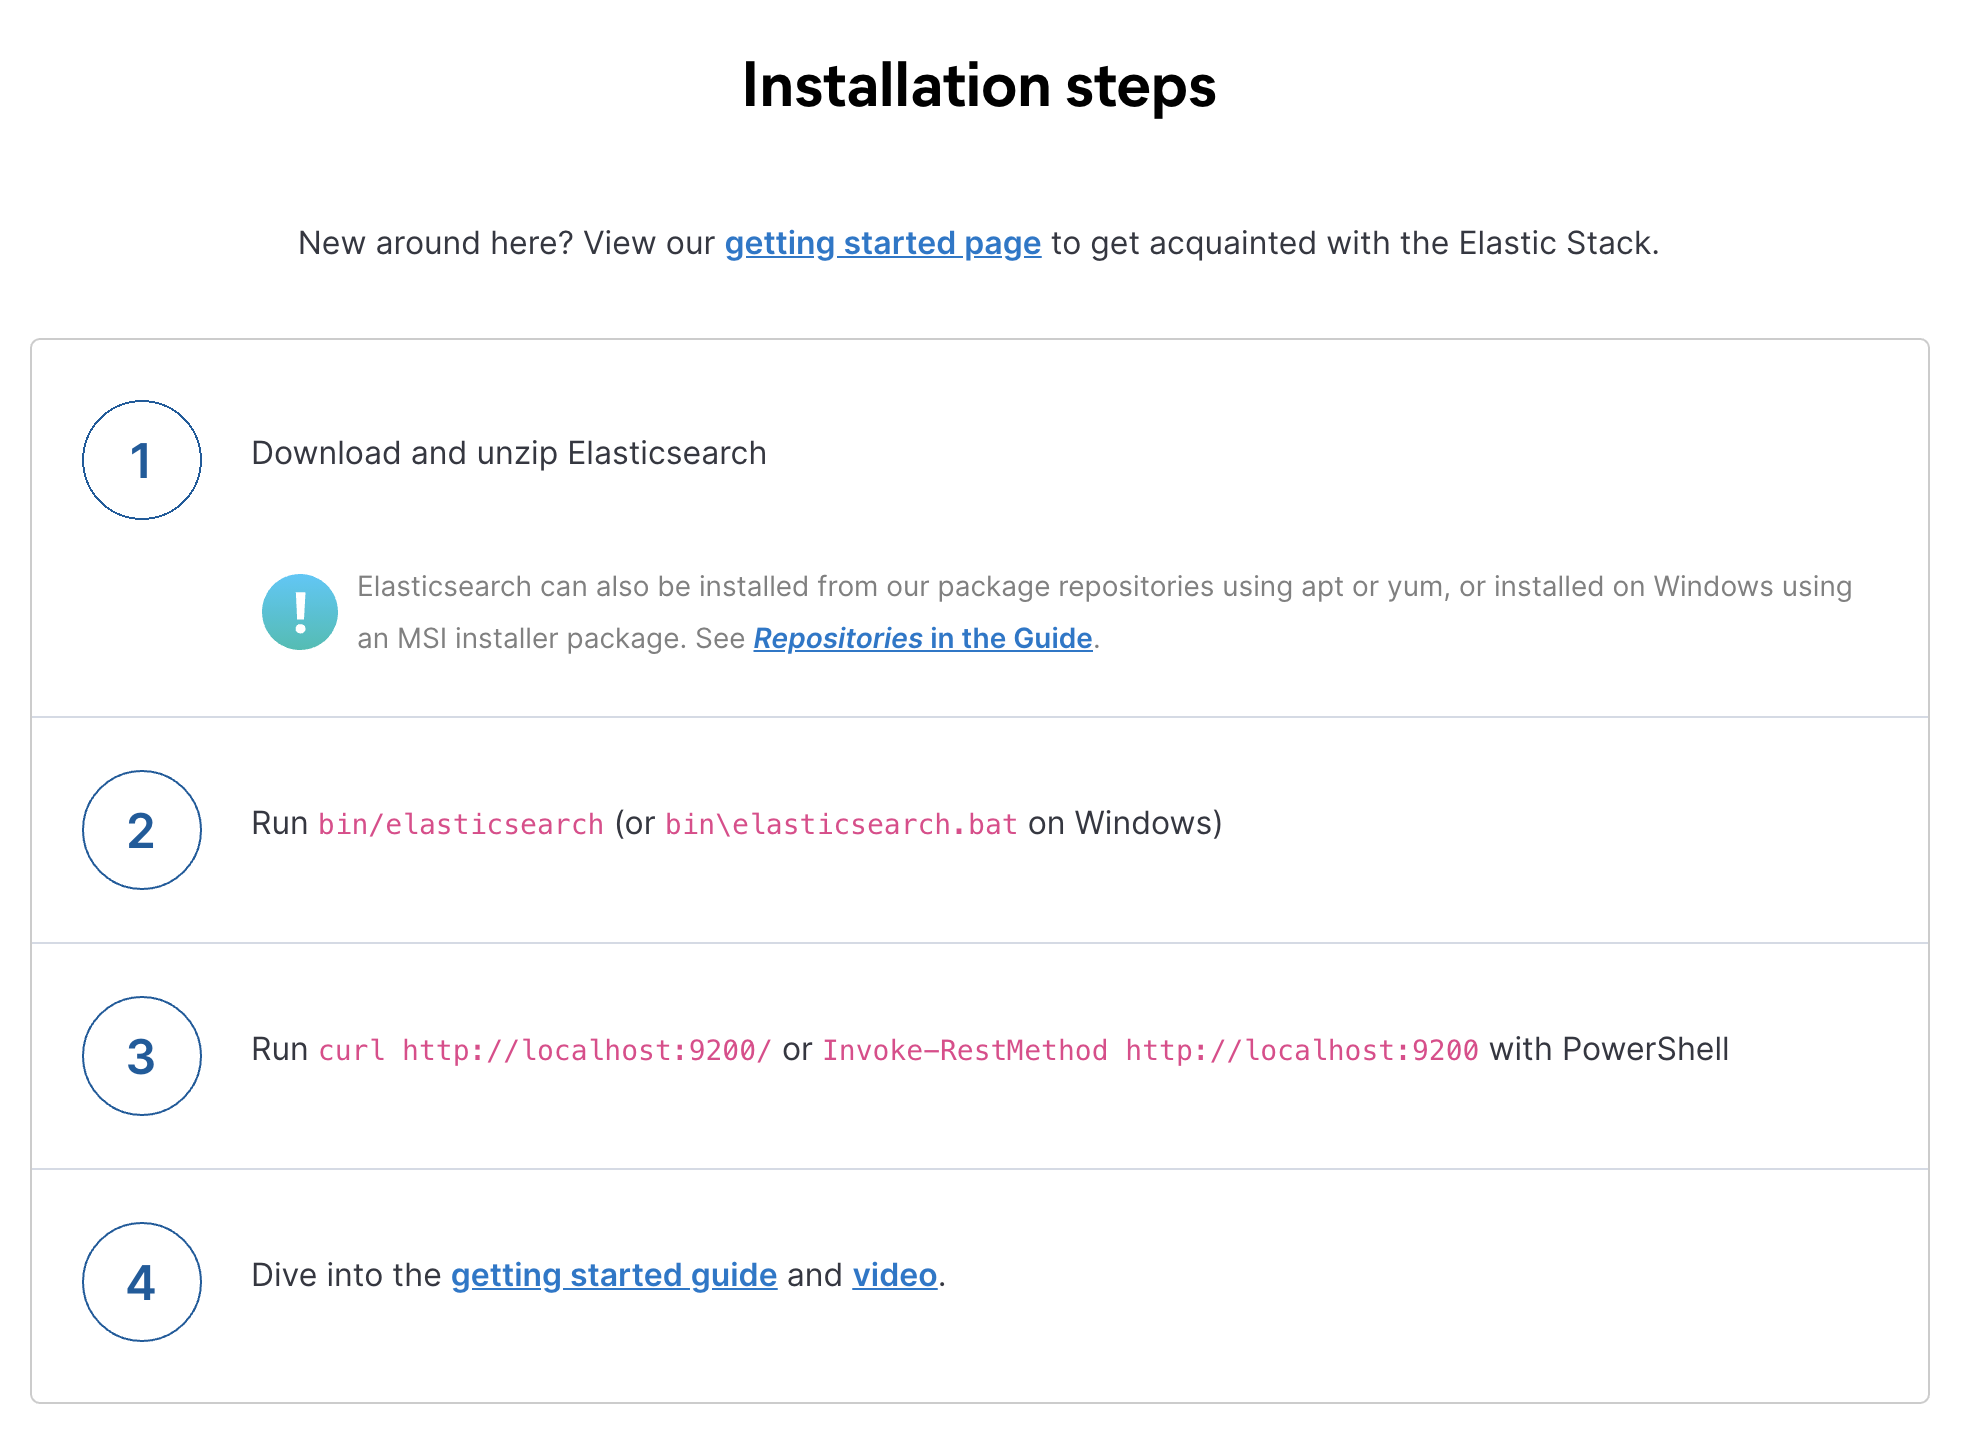 Installation steps
New around here? View our getting started page to get acquainted with the Elastic Stack.
1
Download and unzip Elasticsearch
!
Elasticsearch can also be installed from our package repositories using apt or yum, or installed on Windows using
an MSI installer package. See Repositories in the Guide.
2
Run bin/elasticsearch (or bin\elasticsearch.bat on Windows)
3
Run curl http://localhost:9200/ or Invoke-RestMethod http://localhost:9200 with PowerShell
4
Dive into the getting started guide and video.